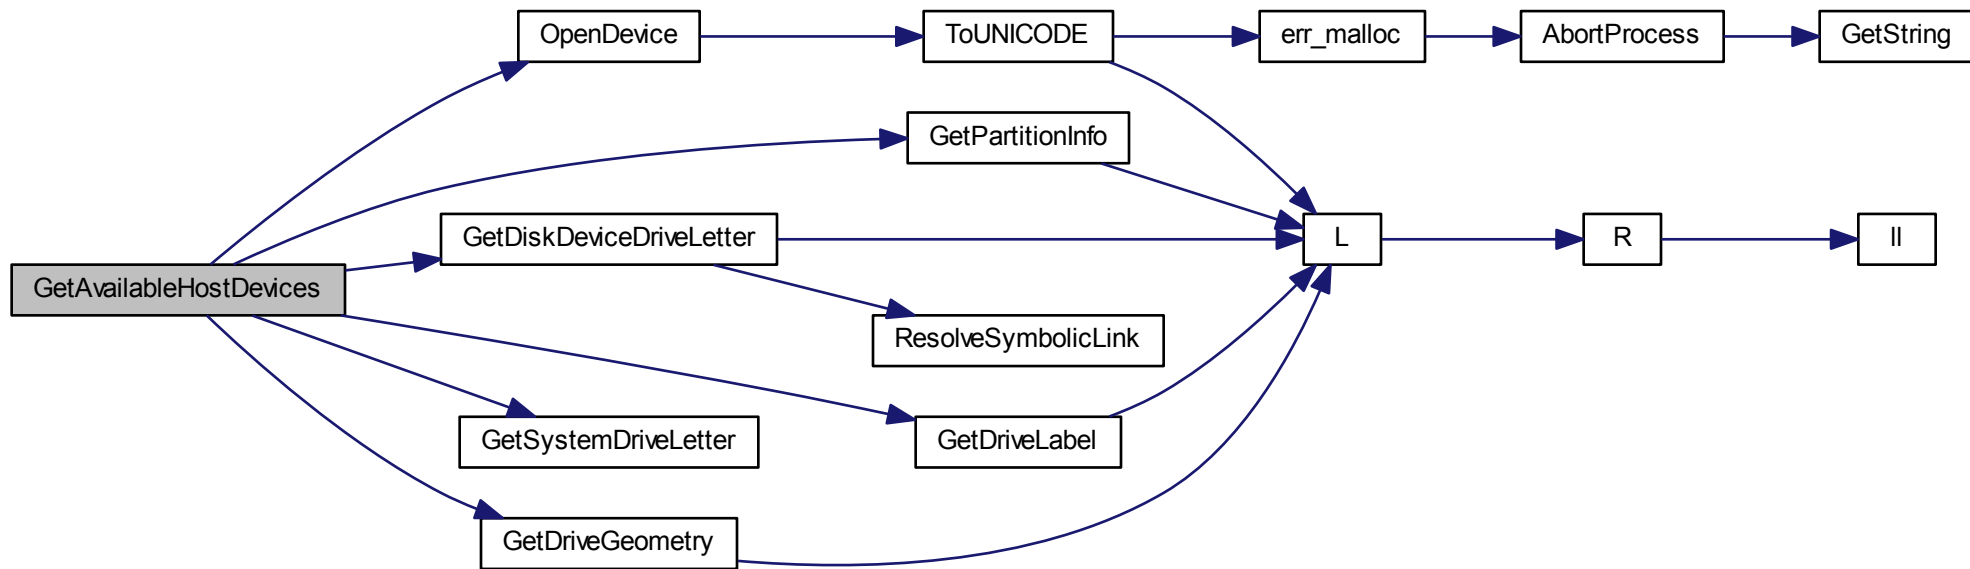 OpenDevice
ToUNICODE
err_malloc
AbortProcess
GetString
GetPartitionInfo
GetDiskDeviceDriveLetter
L
R
ll
GetAvailableHostDevices
ResolveSymbolicLink
GetSystemDriveLetter
GetDriveLabel
GetDriveGeometry